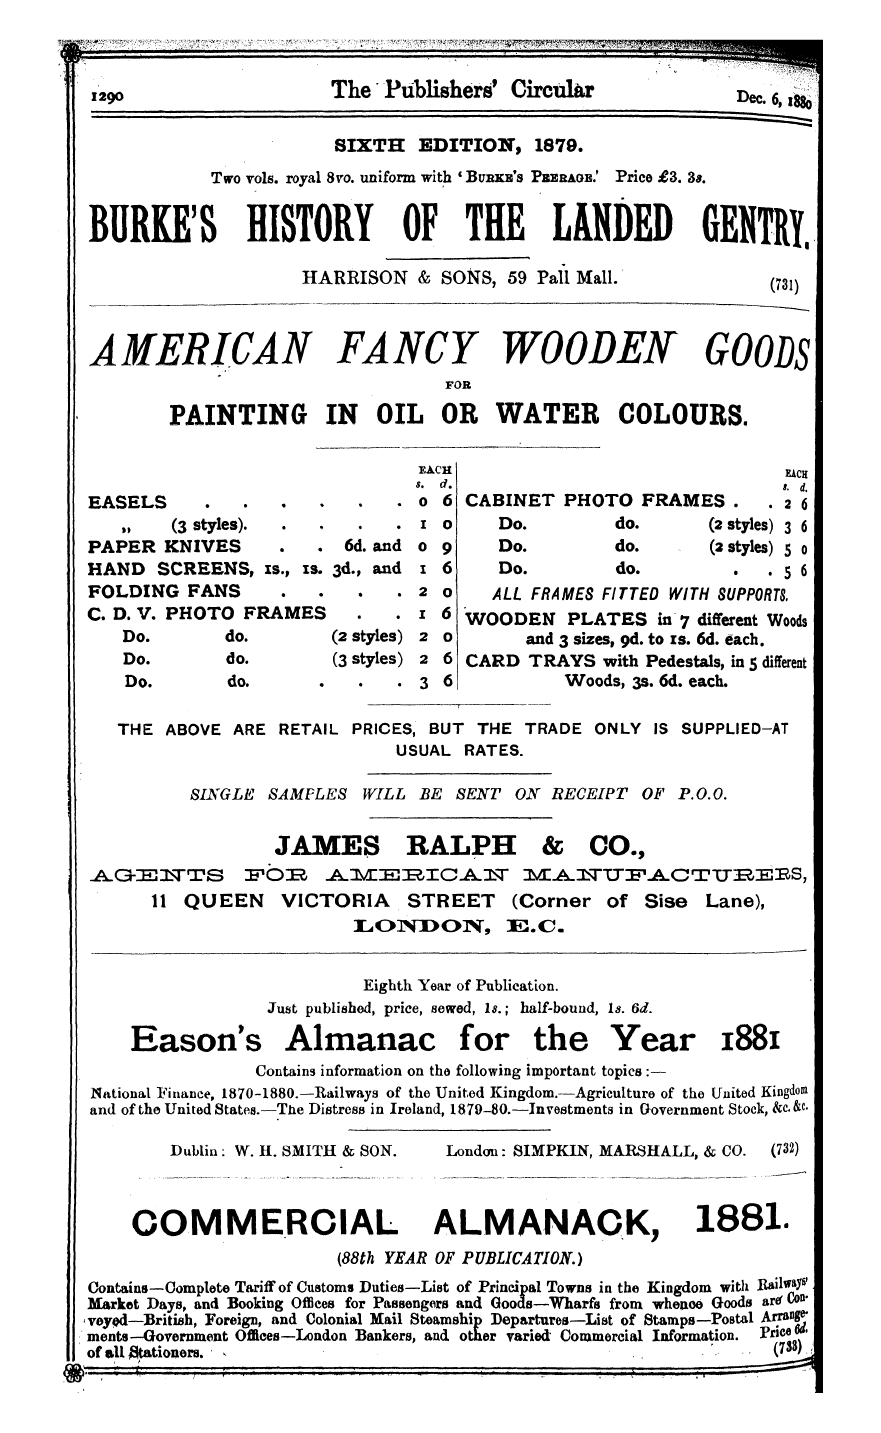 1290 The Publishers' Circular Dec. 6, 1880
SIXTH EDITION, 1879.
Two vols. royal 8vo. uniform with 'BURKE'S PEERAGE.' Price £3. 3s.
BURKE'S HISTORY OF THE LANDED GENTRY.
HARRISON & SONS, 59 Pall Mall.
(731)
AMERICAN FANCY WOODEN GOODS
FOR
PAINTING IN OIL OR WATER COLOURS.
EACH
s. d.
EASELS . . . . . . 0 6
„ (3 styles). . . . . 1 0
PAPER KNIVES . . 6d. and 0 9
HAND SCREENS, 1s., 1s. 3d., and 1 6
FOLDING FANS . . . . 2 0
C. D. V. PHOTO FRAMES . . 1 6
Do. do. (2 styles) 2 0
Do. do. (3 styles) 2 6
Do. do. . . . 3 6
EACH
s. d.
CABINET PHOTO FRAMES . . 2 6
Do. do. (2 styles) 3 6
Do. do. (2 styles) 5 0
Do. do. . . 5 6
ALL FRAMES FITTED WITH SUPPORTS.
WOODEN PLATES in 7 different Woods
and 3 sizes, 9d. to 1s. 6d. each.
CARD TRAYS with Pedestals, in 5 different
Woods, 3s. 6d. each.
THE ABOVE ARE RETAIL PRICES, BUT THE TRADE ONLY IS SUPPLIED—AT
USUAL RATES.
SINGLE SAMPLES WILL BE SENT ON RECEIPT OF P.O.O.
JAMES RALPH & CO.,
AGENTS FOR AMERICAN MANUFACTURERS,
11 QUEEN VICTORIA STREET (Corner of Sise Lane),
LONDON, E.C.
Eighth Year of Publication.
Just published, price, sewed, 1s.; half-bound, 1s. 6d.
Eason's Almanac for the Year 1881
Contains information on the following important topics :—
National Finance, 1870-1880.—Railways of the United Kingdom.—Agriculture of the United Kingdom
and of the United States.—The Distress in Ireland, 1879-80.—Investments in Government Stock, &c. &c.
Dublin: W. H. SMITH & SON. London: SIMPKIN, MARSHALL, & CO. (732)
COMMERCIAL ALMANACK, 1881.
(88th YEAR OF PUBLICATION.)
Contains—Complete Tariff of Customs Duties—List of Principal Towns in the Kingdom with Railways'
Market Days, and Booking Offices for Passengers and Goods—Wharfs from whence Goods are Con-
veyed—British, Foreign, and Colonial Mail Steamship Departures—List of Stamps—Postal Arrange-
ments—Government Offices—London Bankers, and other varied Commercial Information. Price 6d.
of all Stationers. (733)